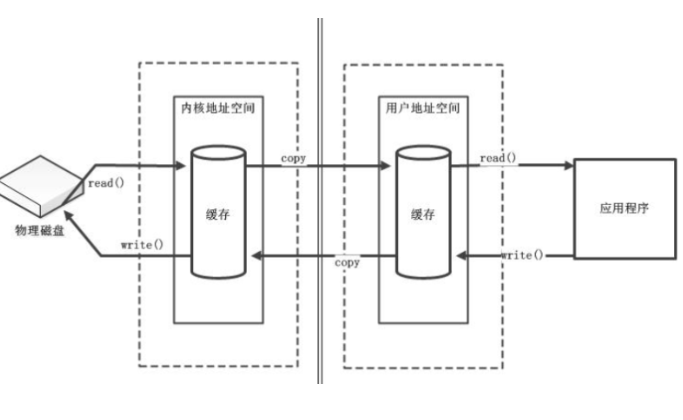 内核地址空间
用户地址空间
copy
read()
read()
缓存
缓存
应用程序
物理磁盘
write()
copy
write()